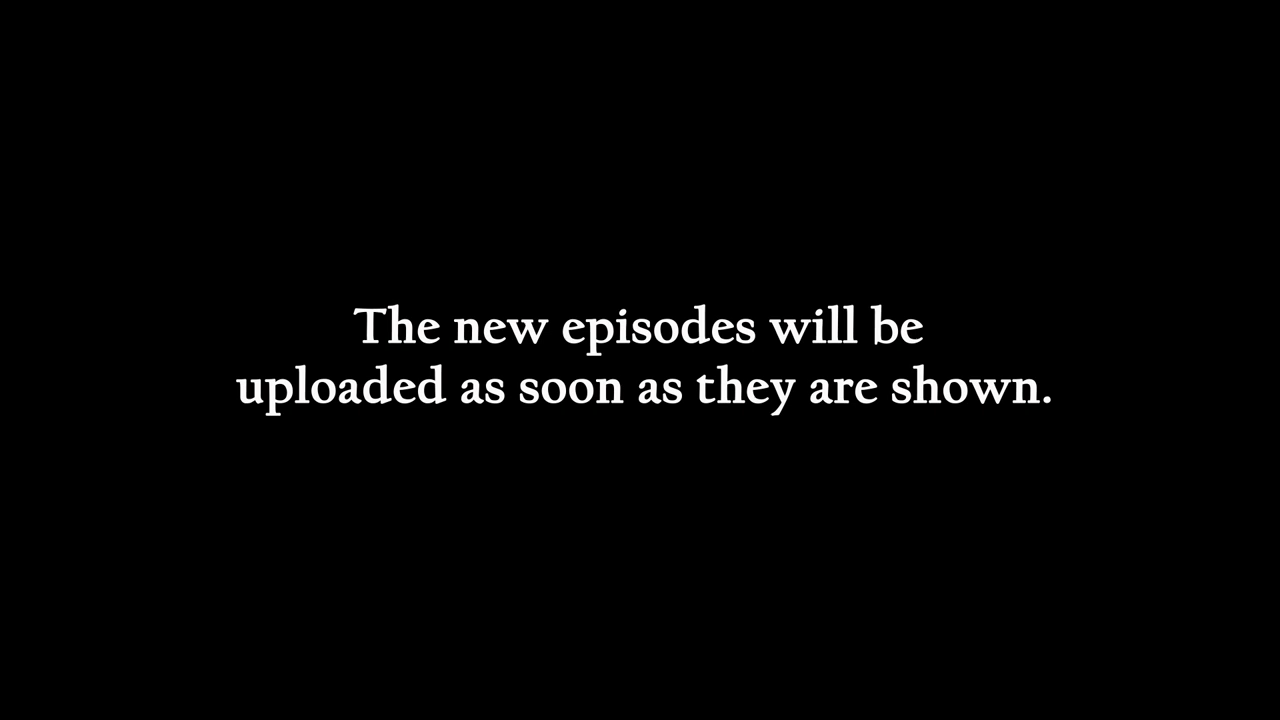 The new episodes will be
uploaded as soon as they are shown.